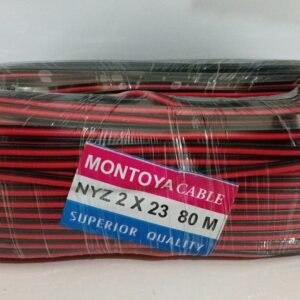 MONTOYA CABLE
NYZ 2 X 23 80 M
SUPERIOR QUALITY